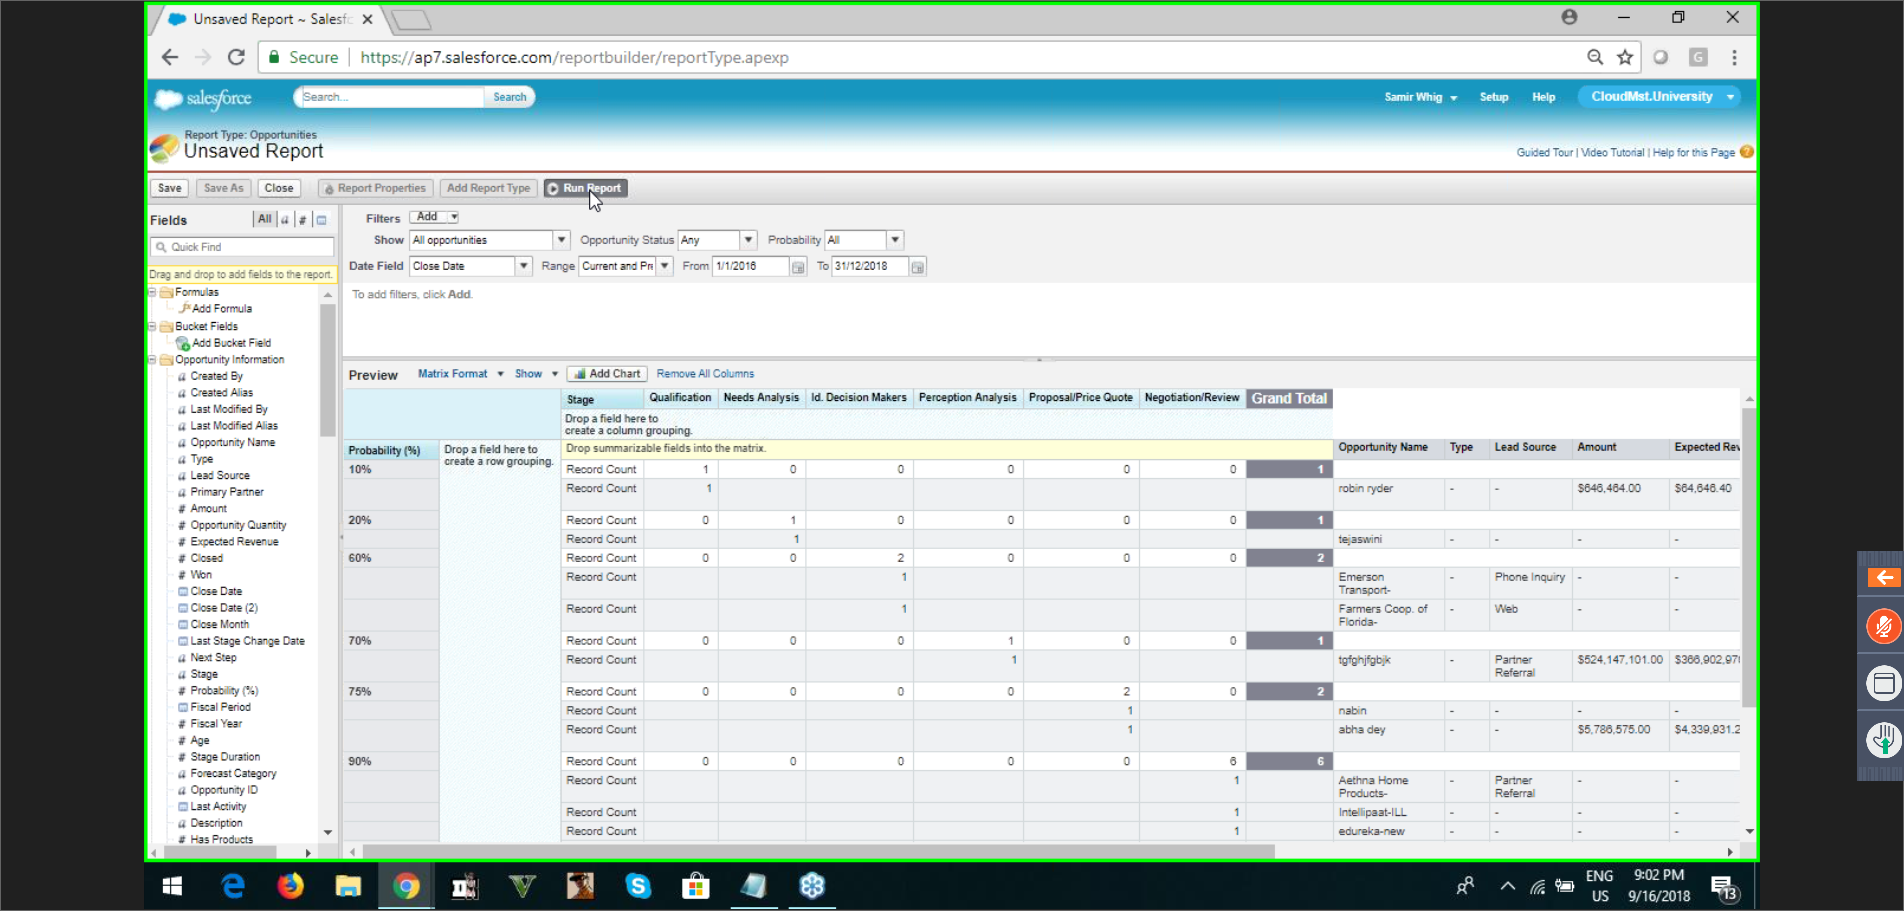 Unsaved Report ~ Salesfc
Secure https://ap7.salesforce.com/reportbuilder/reportType.apexp
G
salesforce Search... Search Samir Whig Setup Help CloudMst.University
Report Type: Opportunities
Unsaved Report
Guided Tour | Video Tutorial | Help for this Page
Save Save As Close Report Properties Add Report Type Run Report
Fields All a #
Quick Find
Drag and drop to add fields to the report.
Formulas
Add Formula
Bucket Fields
Add Bucket Field
Opportunity Information
a Created By
a Created Alias
a Last Modified By
a Last Modified Alias
a Opportunity Name
a Type
a Lead Source
a Primary Partner
# Amount
# Opportunity Quantity
# Expected Revenue
# Closed
# Won
Close Date
Close Date (2)
Close Month
Last Stage Change Date
a Next Step
a Stage
# Probability (%)
Fiscal Period
# Fiscal Year
# Age
# Stage Duration
a Forecast Category
a Opportunity ID
Last Activity
a Description
# Has Products
Filters Add
Show All opportunities Opportunity Status Any Probability All
Date Field Close Date Range Current and Pr From 1/1/2016 To 31/12/2018
To add filters, click Add.
Preview Matrix Format Show Add Chart Remove All Columns
Stage Qualification Needs Analysis Id. Decision Makers Perception Analysis Proposal/Price Quote Negotiation/Review Grand Total
Drop a field here to
create a column grouping.
Probability (%) Drop a field here to
create a row grouping.
Drop summarizable fields into the matrix. Opportunity Name Type Lead Source Amount Expected Rev
10% Record Count 1 0 0 0 0 0 1
Record Count 1 robin ryder - - $646,464.00 $64,646.40
20% Record Count 0 1 0 0 0 0 1
Record Count 1 tejaswini - - - -
60% Record Count 0 0 2 0 0 0 2
Record Count 1 Emerson Transport- - Phone Inquiry - -
Record Count 1 Farmers Coop. of Florida- - Web - -
70% Record Count 0 0 0 1 0 0 1
Record Count 1 tgfghjfgbjk - Partner Referral $524,147,101.00 $366,902,97
75% Record Count 0 0 0 0 2 0 2
Record Count 1 nabin - - - -
Record Count 1 abha dey - - $5,786,575.00 $4,339,931.2
90% Record Count 0 0 0 0 0 6 6
Record Count 1 Aethna Home Products- - Partner Referral - -
Record Count 1 Intellipaat-ILL - - - -
Record Count 1 edureka-new - - - -
ENG
US
9:02 PM
9/16/2018
13